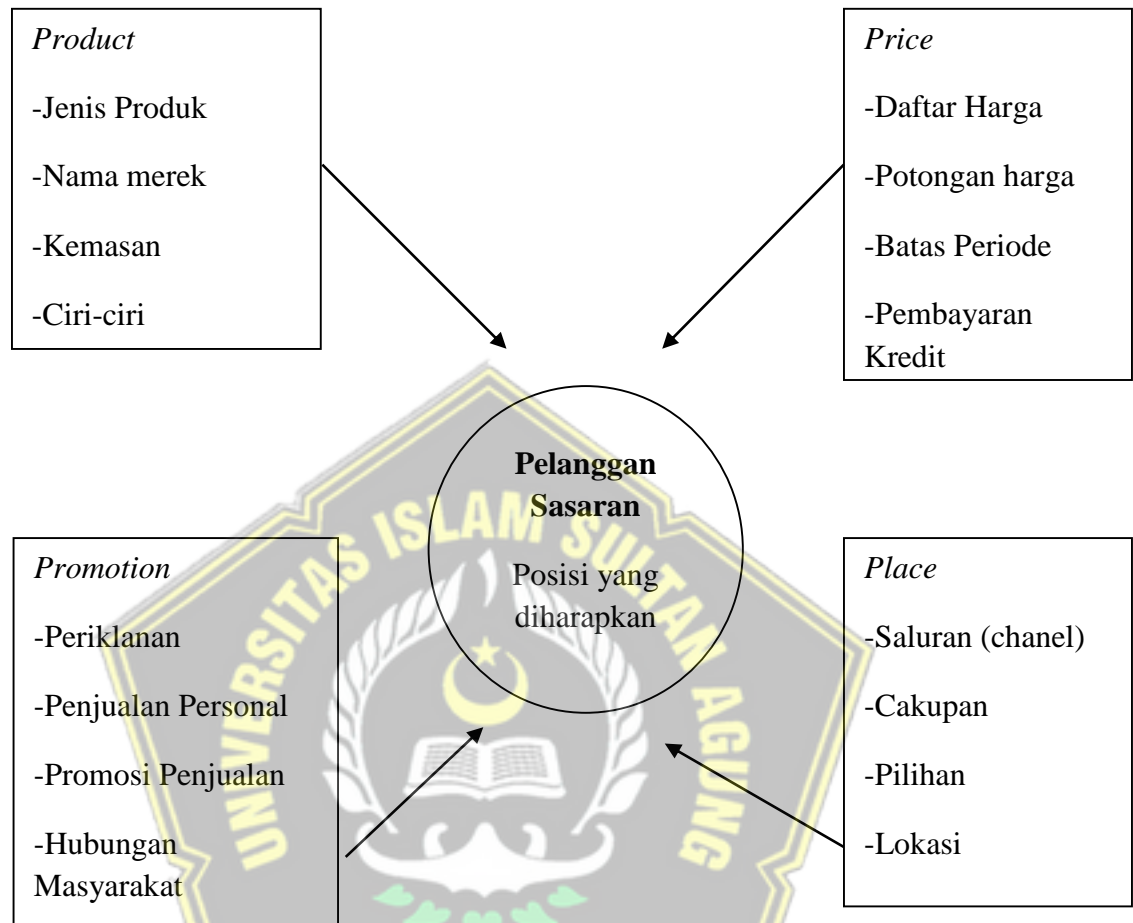 Product
-Jenis Produk
-Nama merek
-Kemasan
-Ciri-ciri
Price
-Daftar Harga
-Potongan harga
-Batas Periode
-Pembayaran
Kredit
Pelanggan
Sasaran
Posisi yang
diharapkan
Promotion
-Periklanan
-Penjualan Personal
-Promosi Penjualan
-Hubungan
Masyarakat
Place
-Saluran (chanel)
-Cakupan
-Pilihan
-Lokasi
UNIVERSITAS ISLAM SULTAN AGUNG